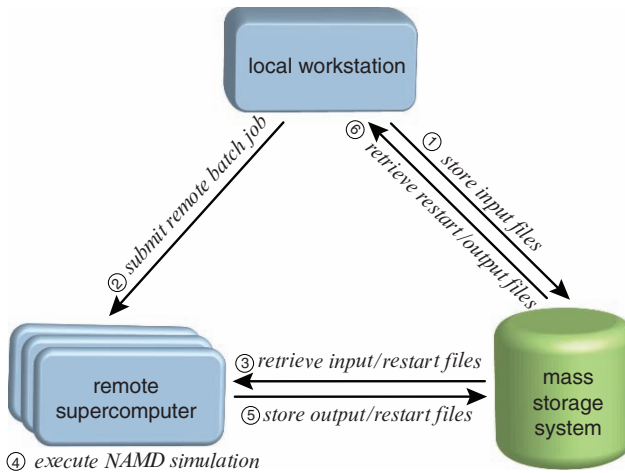 local workstation
① store input files
⑥ retrieve restart/output files
② submit remote batch job
③ retrieve input/restart files
⑤ store output/restart files
remote
supercomputer
mass
storage
system
④ execute NAMD simulation